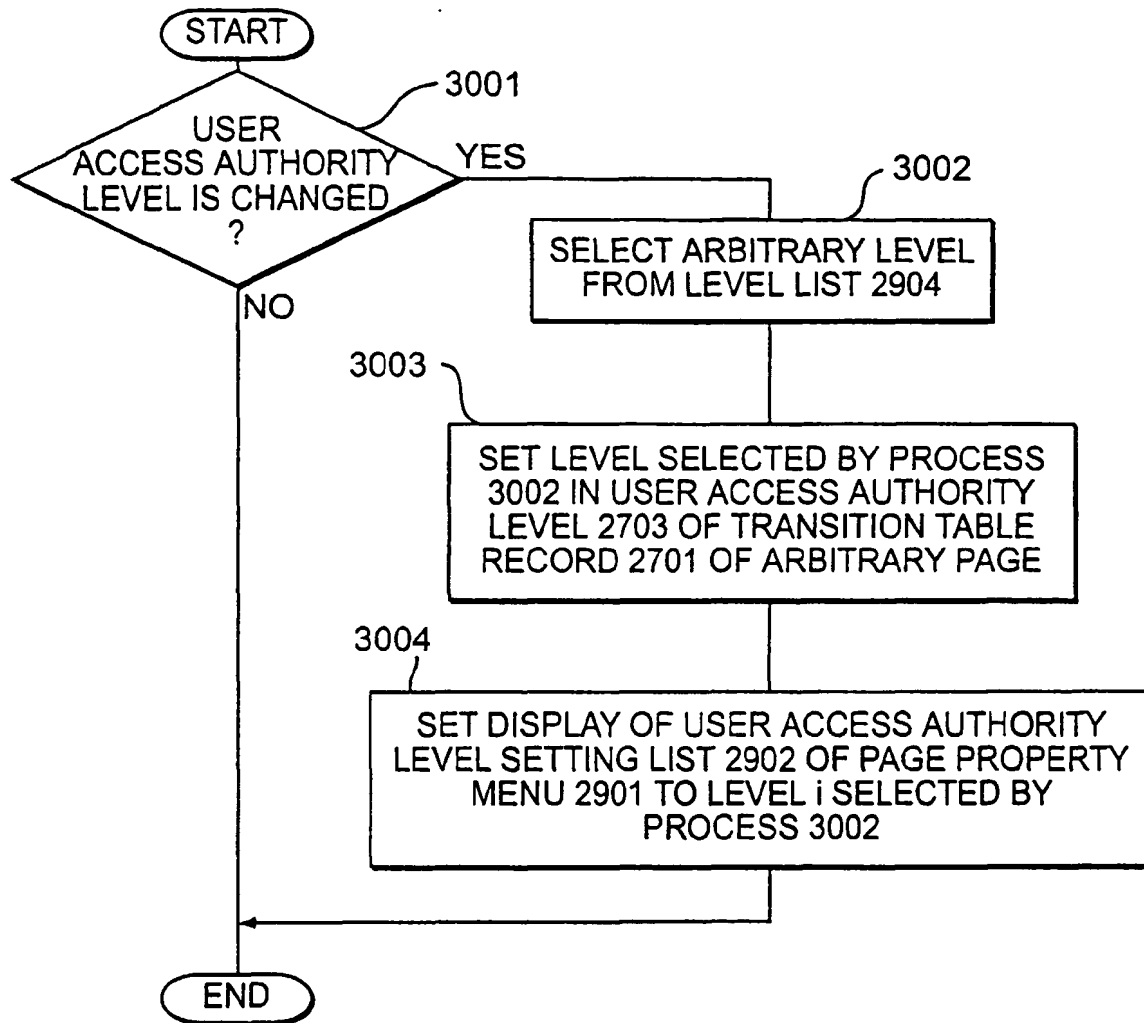 START
3001
USER
ACCESS AUTHORITY
LEVEL IS CHANGED
?
YES
NO
3002
SELECT ARBITRARY LEVEL
FROM LEVEL LIST 2904
3003
SET LEVEL SELECTED BY PROCESS
3002 IN USER ACCESS AUTHORITY
LEVEL 2703 OF TRANSITION TABLE
RECORD 2701 OF ARBITRARY PAGE
3004
SET DISPLAY OF USER ACCESS AUTHORITY
LEVEL SETTING LIST 2902 OF PAGE PROPERTY
MENU 2901 TO LEVEL i SELECTED BY
PROCESS 3002
END